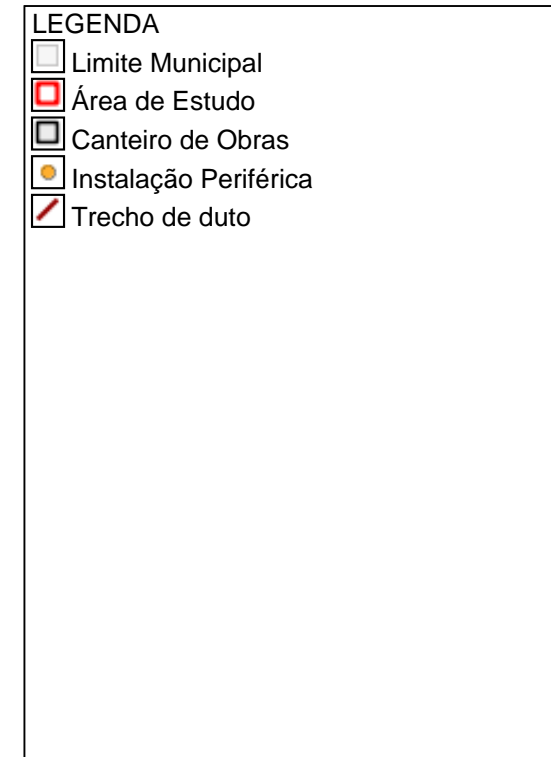 LEGENDA
Limite Municipal
Área de Estudo
Canteiro de Obras
Instalação Periférica
Trecho de duto